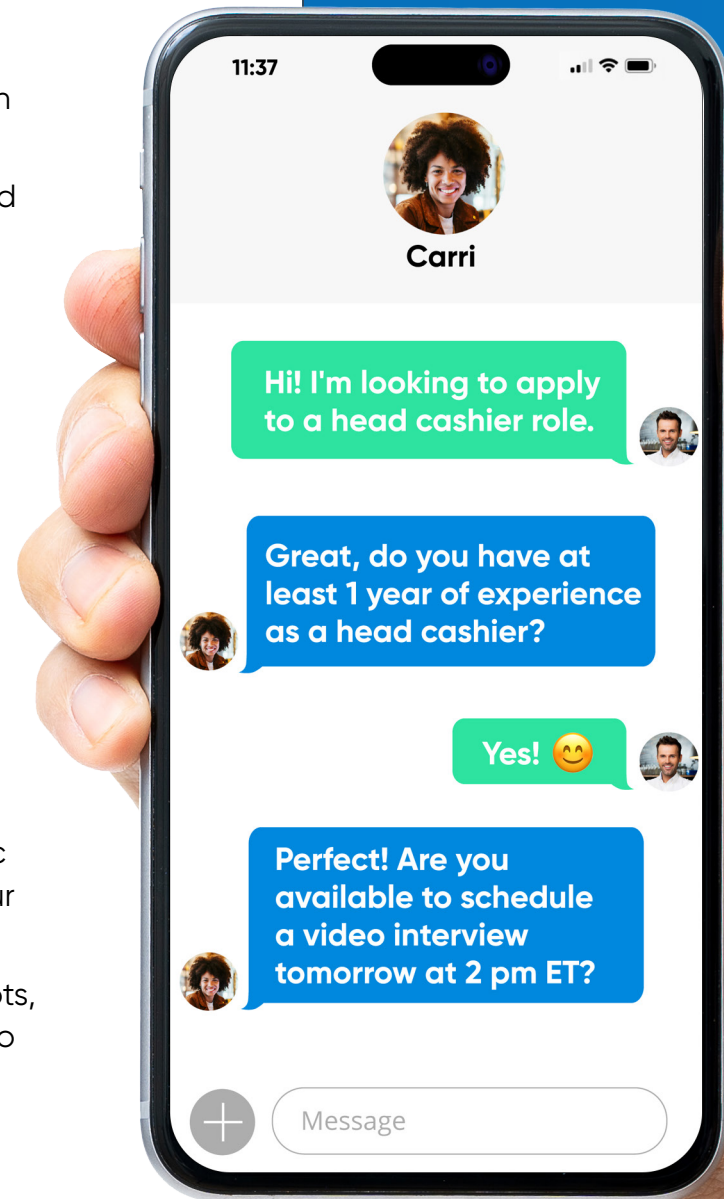 11:37
Carri
Hi! I'm looking to apply
to a head cashier role.
Great, do you have at
least 1 year of experience
as a head cashier?
Yes! 😊
Perfect! Are you
available to schedule
a video interview
tomorrow at 2 pm ET?
Message